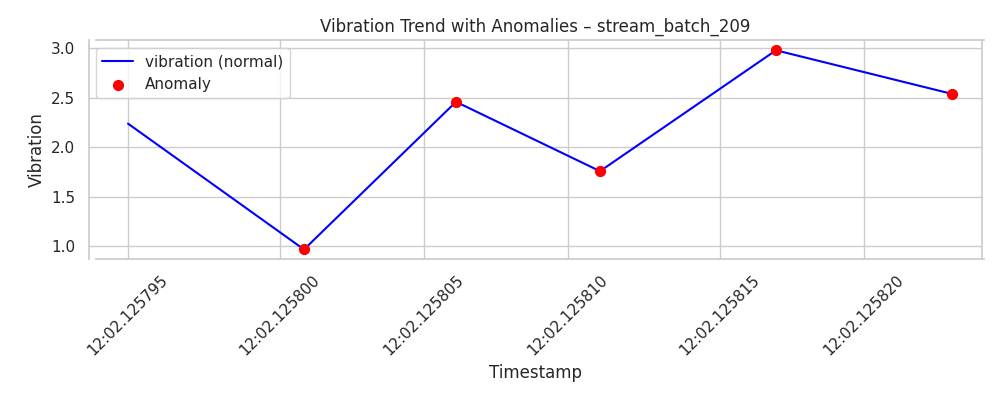 Vibration Trend with Anomalies – stream_batch_209
vibration (normal)
Anomaly
Vibration
3.0
2.5
2.0
1.5
1.0
12:02.125795
12:02.125800
12:02.125805
12:02.125810
12:02.125815
12:02.125820
Timestamp